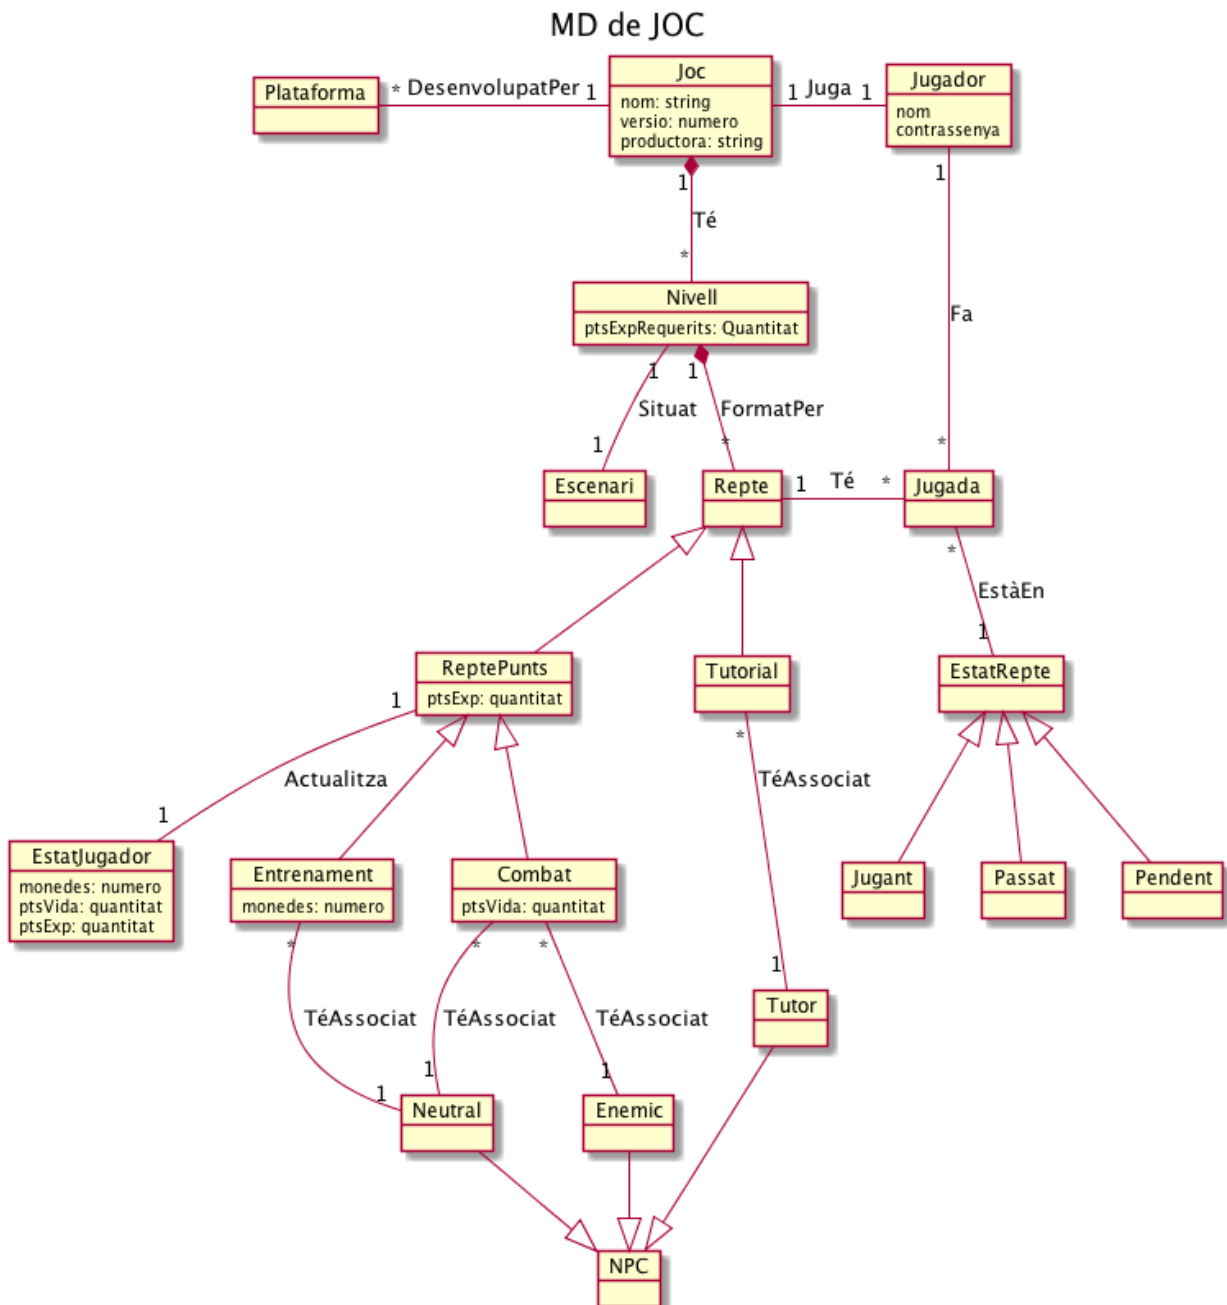 MD de JOC
Plataforma
* DesenvolupatPer 1
Joc
nom: string
versio: numero
productora: string
1 Juga 1
Jugador
nom
contrassenya
1
Té
*
1
Fa
*
Nivell
ptsExpRequerits: Quantitat
1
Situat
1
1
FormatPer
*
Escenari
Repte
1 Té *
Jugada
*
EstàEn
1
ReptePunts
ptsExp: quantitat
Tutorial
EstatRepte
1
Actualitza
1
*
TéAssociat
1
EstatJugador
monedes: numero
ptsVida: quantitat
ptsExp: quantitat
Entrenament
monedes: numero
Combat
ptsVida: quantitat
Jugant
Passat
Pendent
*
TéAssociat
1
*
TéAssociat
1
*
TéAssociat
1
Tutor
Neutral
Enemic
NPC